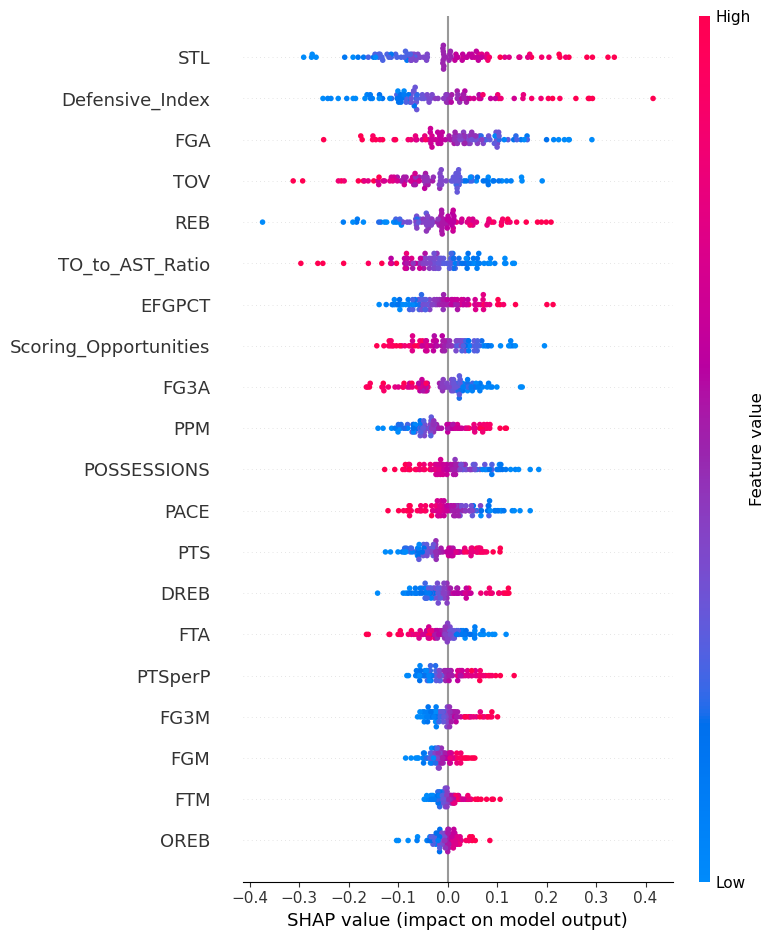 High
STL
Defensive_Index
FGA
TOV
REB
TO_to_AST_Ratio
EFGPCT
Scoring_Opportunities
FG3A
PPM
POSSESSIONS
PACE
PTS
DREB
FTA
PTSperP
FG3M
FGM
FTM
OREB
Feature value
Low
−0.4 −0.3 −0.2 −0.1 0.0 0.1 0.2 0.3 0.4
SHAP value (impact on model output)